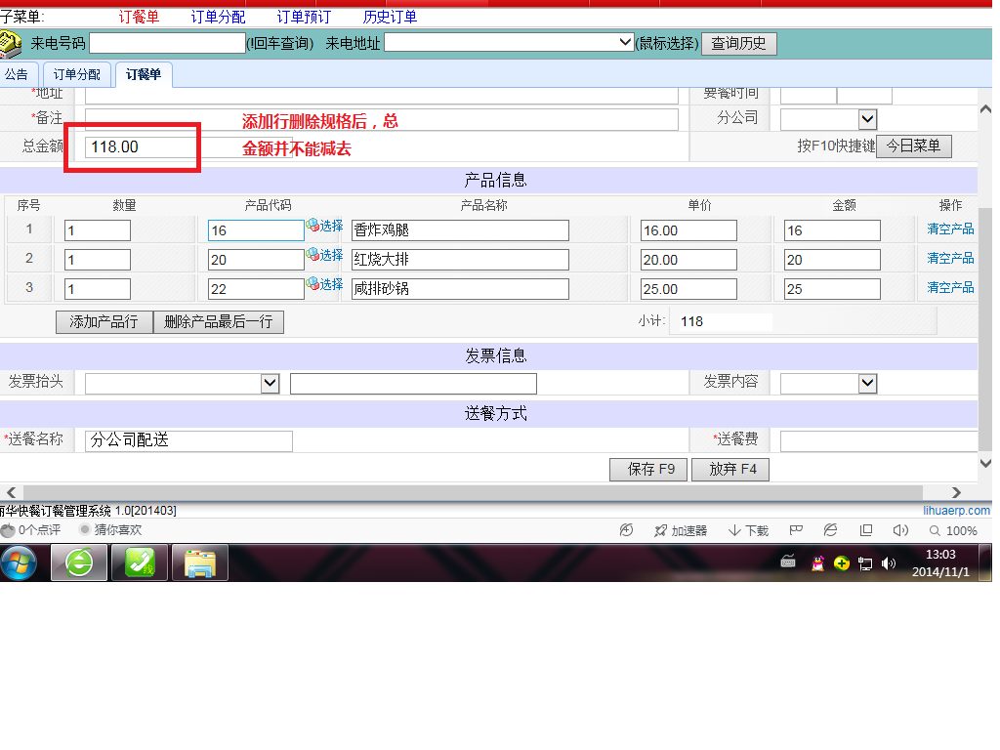 子菜单: 订餐单 订单分配 订单预订 历史订单
来电号码 (!回车查询) 来电地址 (鼠标选择) 查询历史
公告 订单分配 订餐单
*地址 要餐时间
*备注 添加行删除规格后，总 分公司
总金额 118.00 金额并不能减去 按F10快捷键 今日菜单
产品信息
序号 数量 产品代码 产品名称 单价 金额 操作
1 1 16 选择 香炸鸡腿 16.00 16 清空产品
2 1 20 选择 红烧大排 20.00 20 清空产品
3 1 22 选择 咸排砂锅 25.00 25 清空产品
添加产品行 删除产品最后一行 小计: 118
发票信息
发票抬头 发票内容
送餐方式
*送餐名称 分公司配送 *送餐费
保存 F9 放弃 F4
丽华快餐订餐管理系统 1.0[201403] lihuaerp.com
0个点评 猜你喜欢 加速器 下载 100%
13:03
2014/11/1